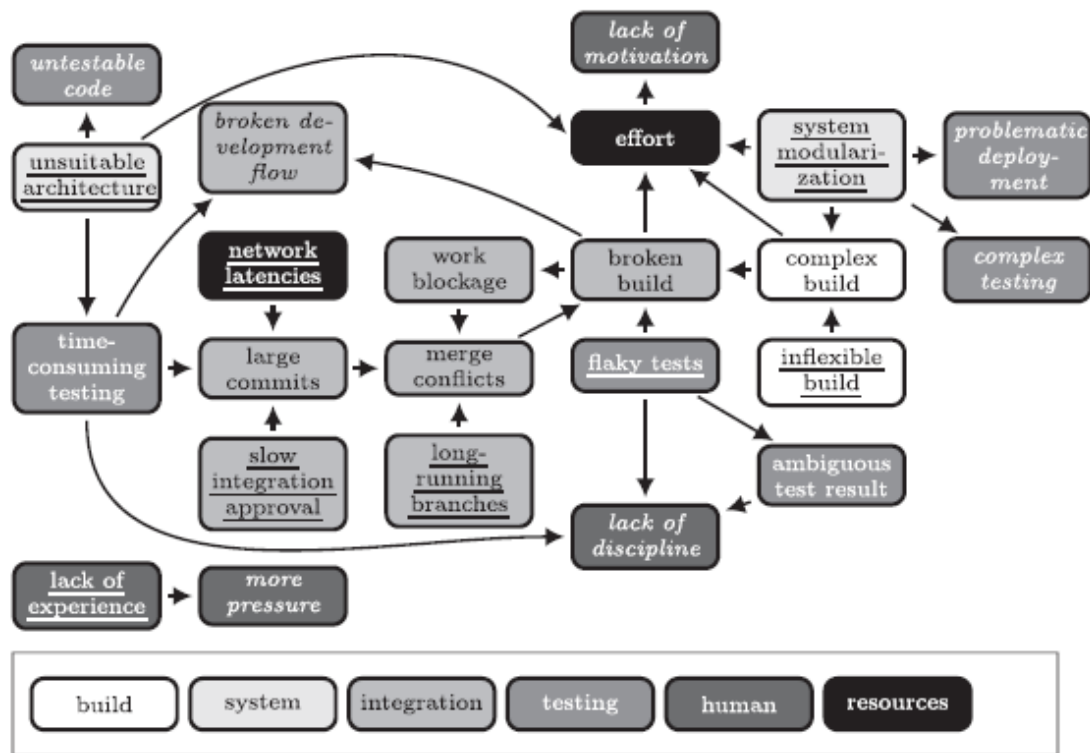 lack of
motivation
untestable
code
broken de-
velopment
flow
effort
system
modulari-
zation
problematic
deploy-
ment
unsuitable
architecture
network
latencies
work
blockage
broken
build
complex
build
complex
testing
time-
consuming
testing
large
commits
merge
conflicts
flaky tests
inflexible
build
slow
integration
approval
long-
running
branches
ambiguous
test result
lack of
discipline
lack of
experience
more
pressure
build
system
integration
testing
human
resources